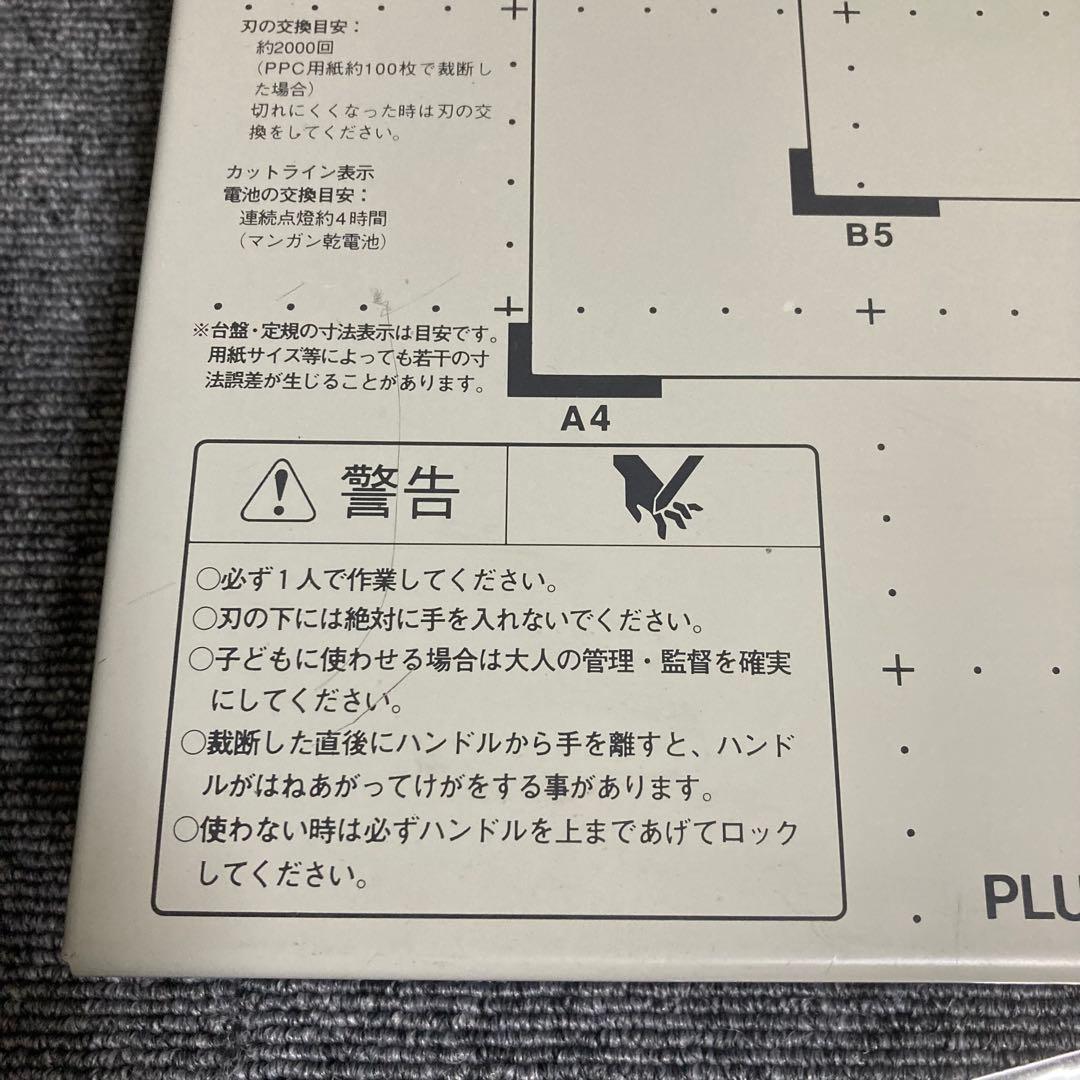 刃の交換目安：
約2000回
（PPC用紙約100枚で裁断し
た場合）
切れにくくなった時は刃の交
換をしてください。
カットライン表示
電池の交換目安：
連続点燈約4時間
（マンガン乾電池）
※台盤・定規の寸法表示は目安です。
用紙サイズ等によっても若干の寸
法誤差が生じることがあります。
B5
A4
警告
○必ず1人で作業してください。
○刃の下には絶対に手を入れないでください。
○子どもに使わせる場合は大人の管理・監督を確実
にしてください。
○裁断した直後にハンドルから手を離すと、ハンド
ルがはねあがってけがをする事があります。
○使わない時は必ずハンドルを上まであげてロック
してください。
PLU